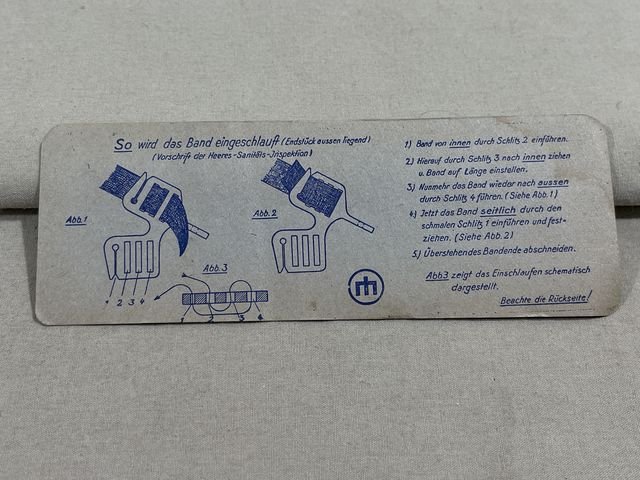 So wird das Band eingeschlauft (Endstück aussen liegend)
(Vorschrift der Heeres-Sanitäts-Inspektion)
Abb.1
1 2 3 4
Abb.2
Abb.3
1 2 3 4
1) Band von innen durch Schlitz 2 einführen.
2) Hierauf durch Schlitz 3 nach innen ziehen
u. Band auf Länge einstellen.
3) Nunmehr das Band wieder nach aussen
durch Schlitz 4 führen. (Siehe Abb. 1)
4) Jetzt das Band seitlich durch den
schmalen Schlitz 1 einführen und fest-
ziehen. (Siehe Abb. 2)
5) Überstehendes Bandende abschneiden.
Abb3 zeigt das Einschlaufen schematisch
dargestellt.
Beachte die Rückseite!